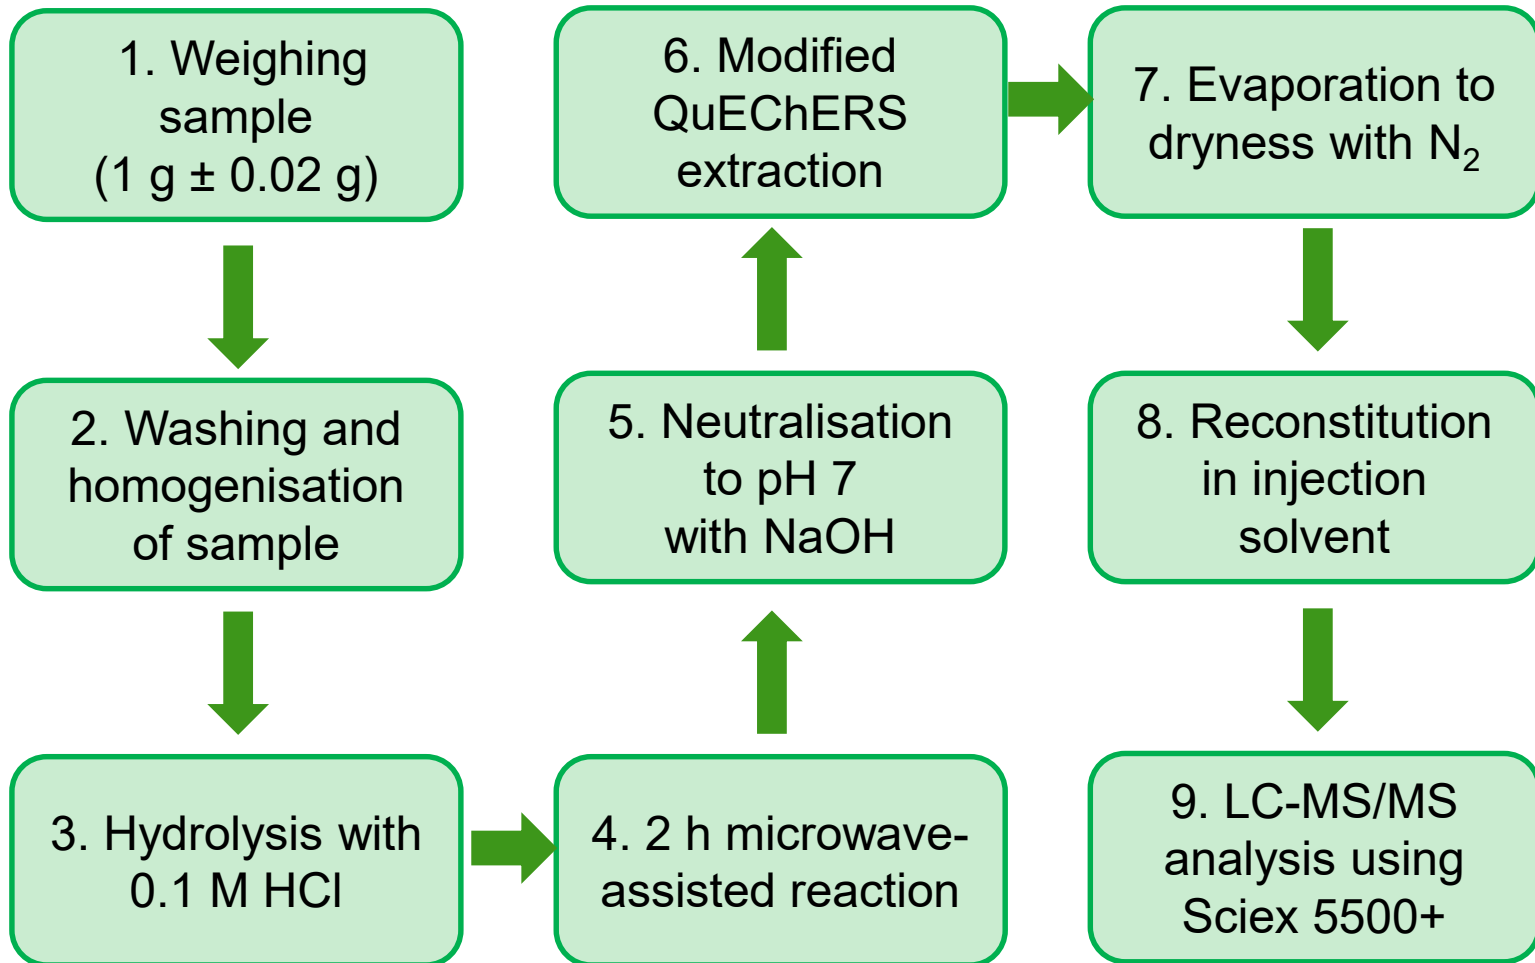 1. Weighing
sample
(1 g ± 0.02 g)
2. Washing and
homogenisation
of sample
3. Hydrolysis with
0.1 M HCl
4. 2 h microwave-
assisted reaction
5. Neutralisation
to pH 7
with NaOH
6. Modified
QuEChERS
extraction
7. Evaporation to
dryness with N₂
8. Reconstitution
in injection
solvent
9. LC-MS/MS
analysis using
Sciex 5500+